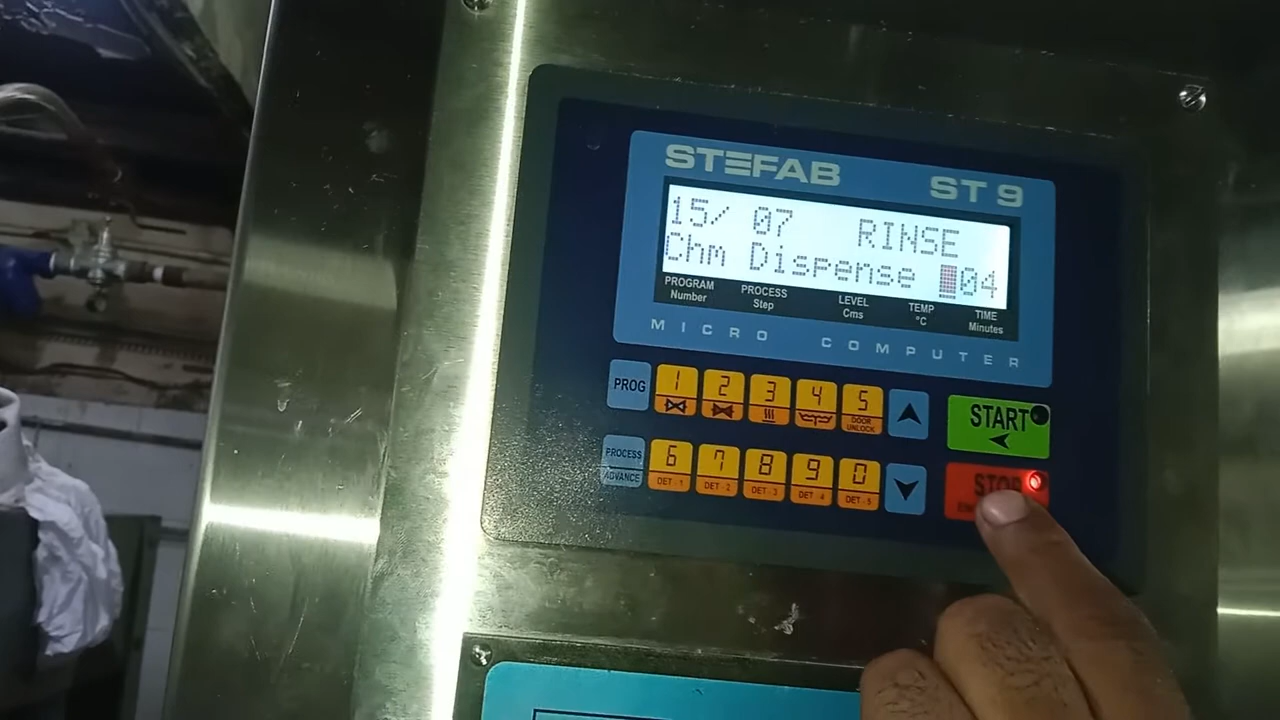 STEFAB ST 9
15/ 07 RINSE
Chm Dispense 04
PROGRAM Number
PROCESS Step
LEVEL Cms
TEMP °C
TIME Minutes
MICRO COMPUTER
PROG 1 2 3 4 5
DOOR UNLOCK
START
PROCESS ADVANCE
6 7 8 9 0
DET - 1 DET - 2 DET - 3 DET - 4 DET - 5
STOP